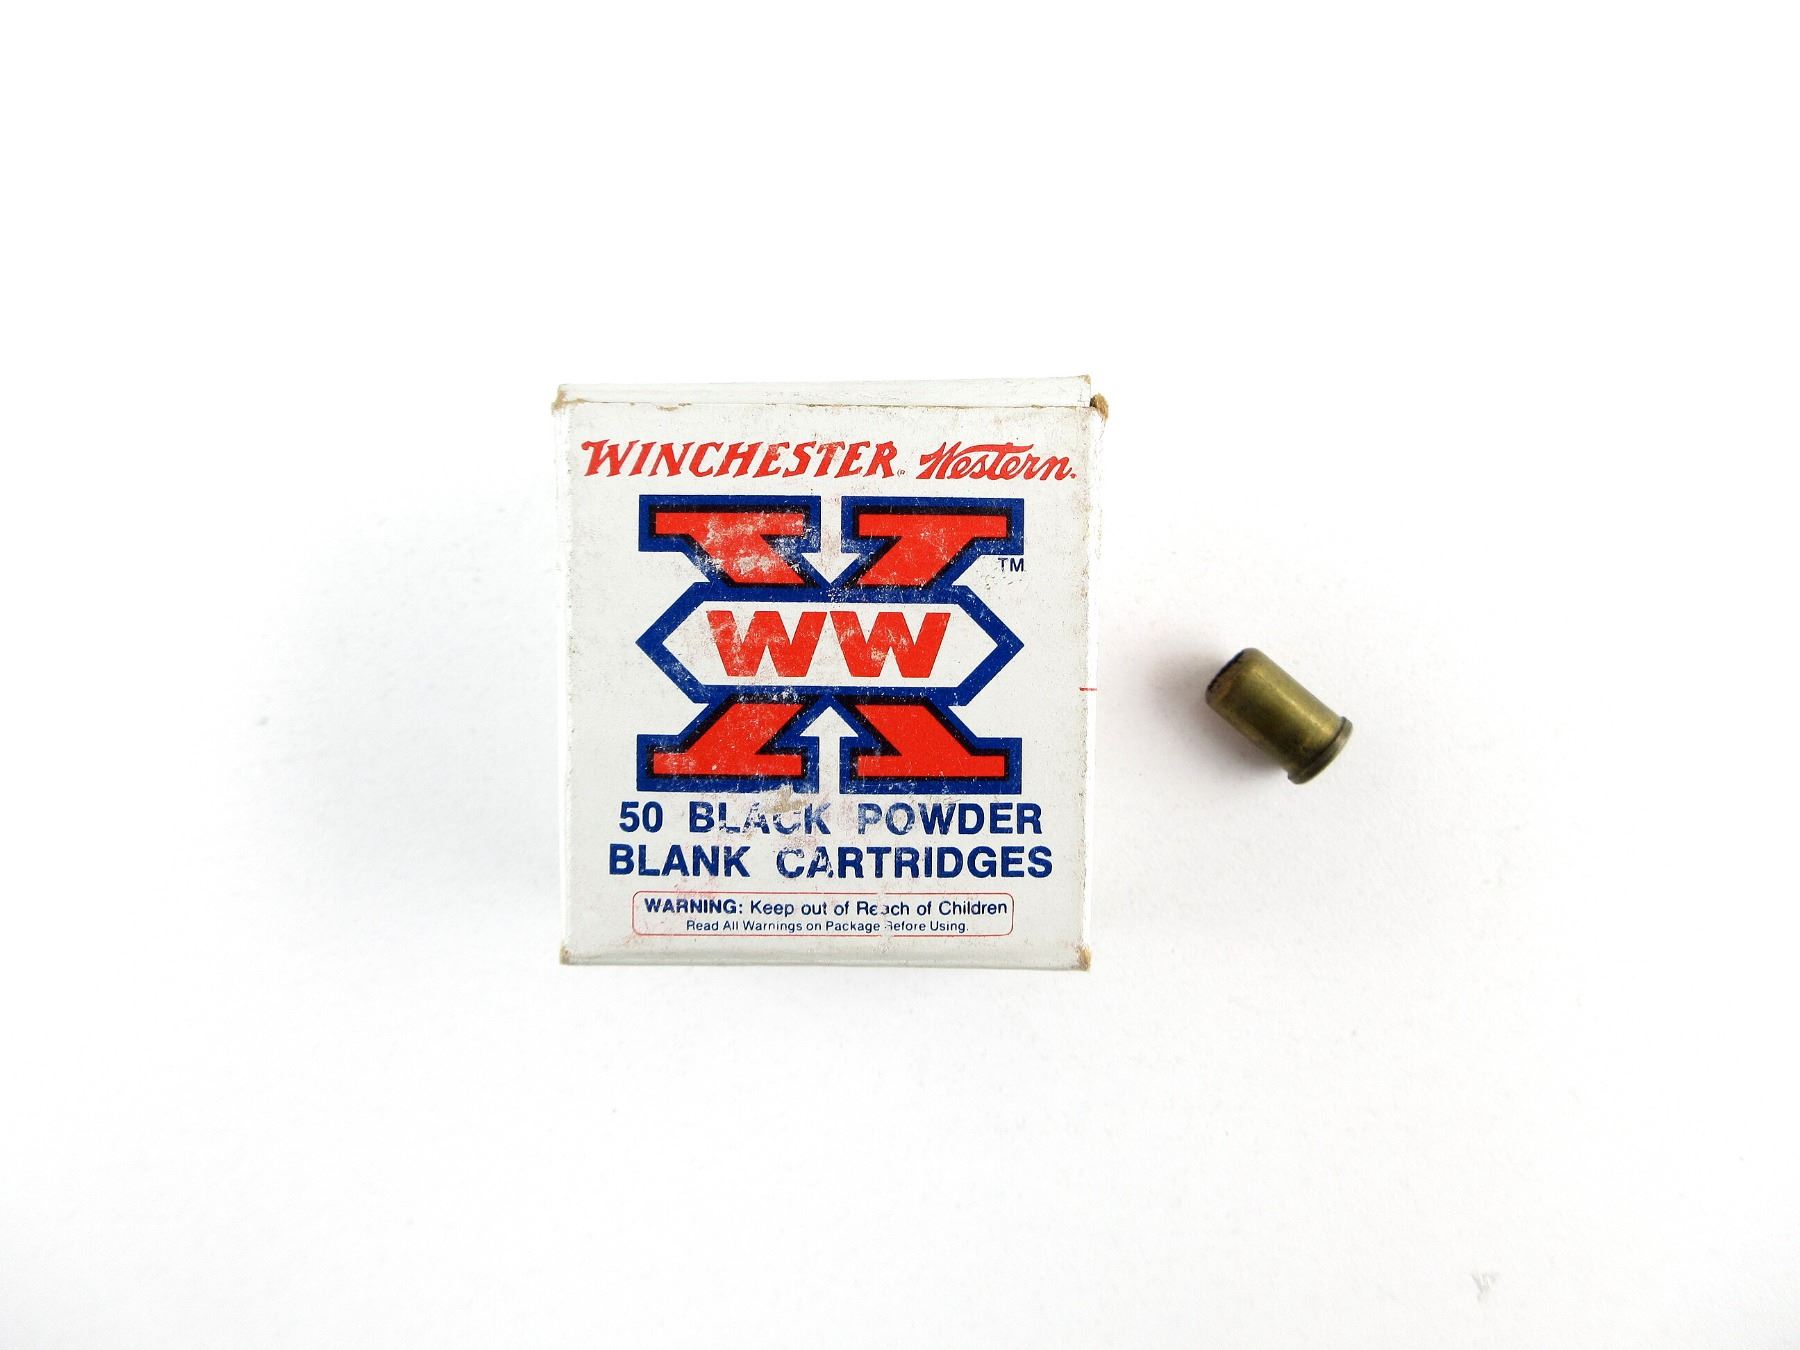 WINCHESTER® Western.
TM
WW
50 BLACK POWDER
BLANK CARTRIDGES
WARNING: Keep out of Reach of Children
Read All Warnings on Package Before Using.